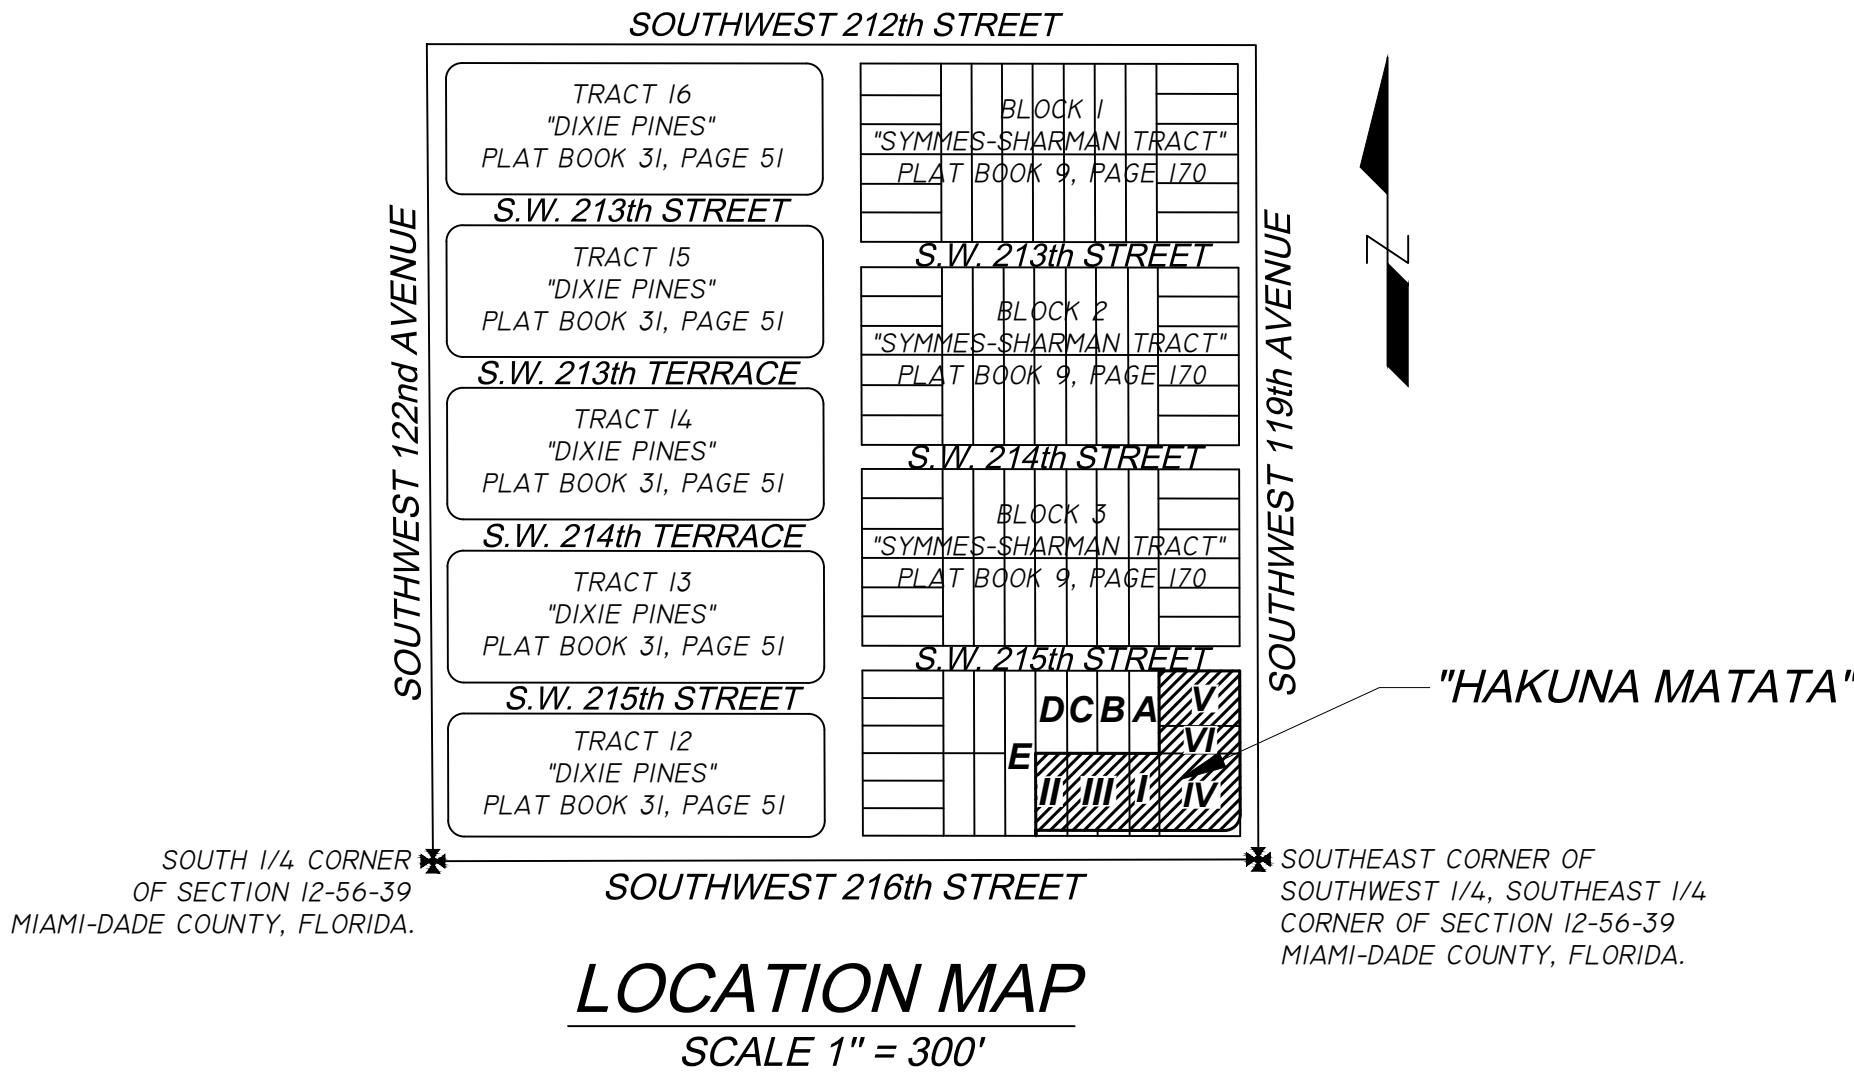 SOUTHWEST 212th STREET
TRACT 16
"DIXIE PINES"
PLAT BOOK 31, PAGE 51
BLOCK 1
"SYMMES-SHARMAN TRACT"
PLAT BOOK 9, PAGE 170
S.W. 213th STREET
S.W. 213th STREET
TRACT 15
"DIXIE PINES"
PLAT BOOK 31, PAGE 51
BLOCK 2
"SYMMES-SHARMAN TRACT"
PLAT BOOK 9, PAGE 170
SOUTHWEST 122nd AVENUE
SOUTHWEST 119th AVENUE
N
S.W. 213th TERRACE
TRACT 14
"DIXIE PINES"
PLAT BOOK 31, PAGE 51
S.W. 214th STREET
BLOCK 3
"SYMMES-SHARMAN TRACT"
PLAT BOOK 9, PAGE 170
S.W. 214th TERRACE
TRACT 13
"DIXIE PINES"
PLAT BOOK 31, PAGE 51
S.W. 215th STREET
S.W. 215th STREET
"HAKUNA MATATA"
D C B A V
VI
E
II III I IV
TRACT 12
"DIXIE PINES"
PLAT BOOK 31, PAGE 51
SOUTH 1/4 CORNER
OF SECTION 12-56-39
MIAMI-DADE COUNTY, FLORIDA.
SOUTHWEST 216th STREET
SOUTHEAST CORNER OF
SOUTHWEST 1/4, SOUTHEAST 1/4
CORNER OF SECTION 12-56-39
MIAMI-DADE COUNTY, FLORIDA.
LOCATION MAP
SCALE 1" = 300'